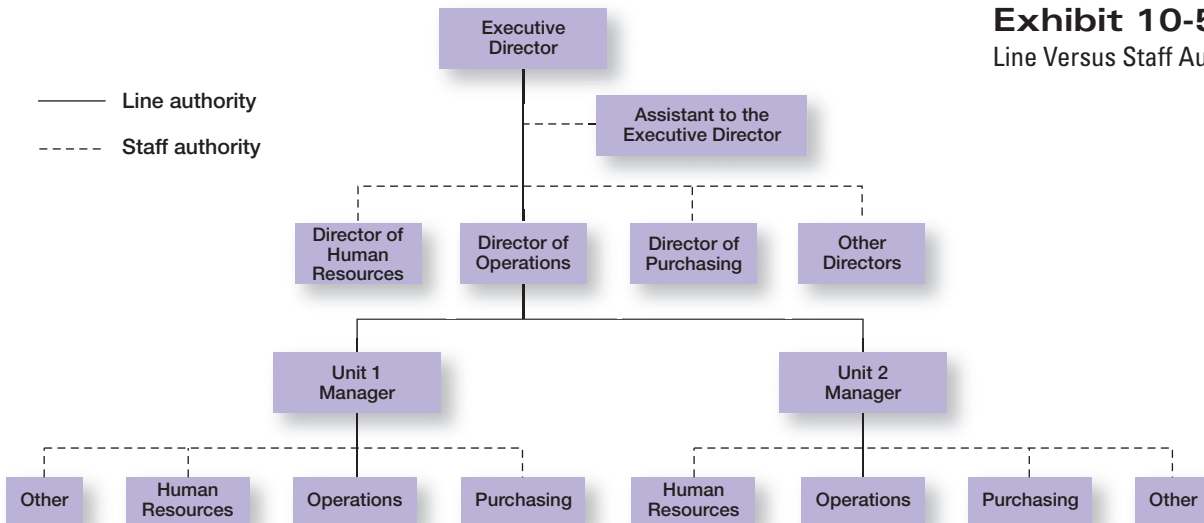 Exhibit 10-5
Line Versus Staff Au
Line authority
Staff authority
Executive
Director
Assistant to the
Executive Director
Director of
Human
Resources
Director of
Operations
Director of
Purchasing
Other
Directors
Unit 1
Manager
Unit 2
Manager
Other
Human
Resources
Operations
Purchasing
Human
Resources
Operations
Purchasing
Other